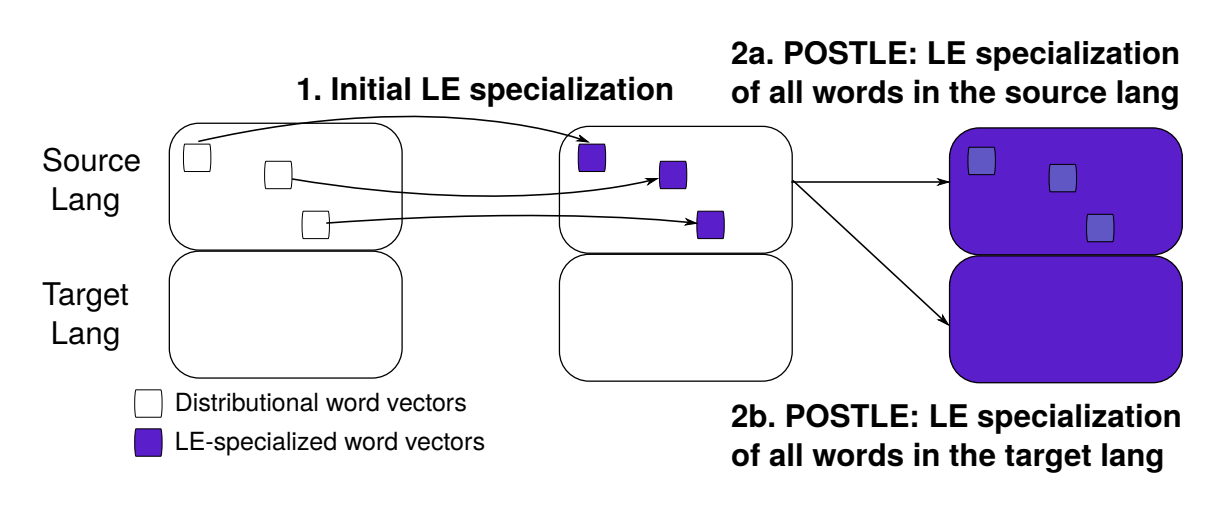 2a. POSTLE: LE specialization
of all words in the source lang
1. Initial LE specialization
Source
Lang
Target
Lang
Distributional word vectors
LE-specialized word vectors
2b. POSTLE: LE specialization
of all words in the target lang